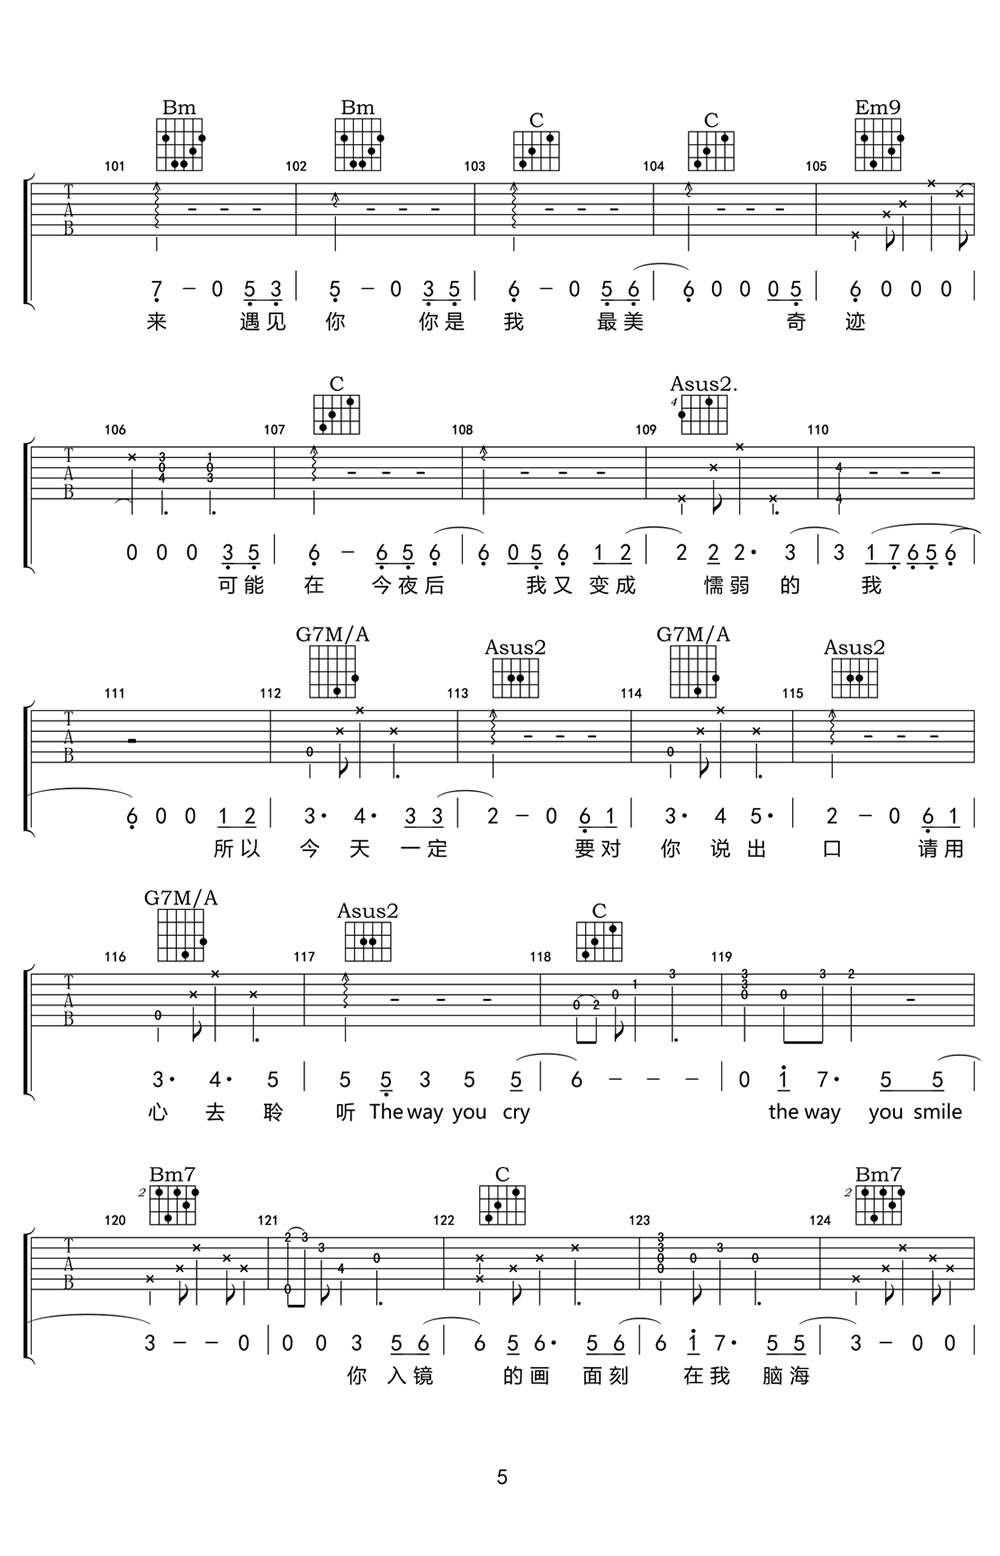 Bm Bm C C Em9
101 102 103 104 105
T A B
7 – 0 5 3 | 5 – 0 3 5 | 6 – 0 5 6 | 6 0 0 0 5 | 6 0 0 0
来 遇见 你 你是 我 最美 奇 迹
C Asus2.
4
106 107 108 109 110
T A B
3 0 4 1 0 3 4 4
0 0 0 3 5 | 6 – 6 5 6 | 6 0 5 6 1 2 | 2 2 2· 3 | 3 1 7 6 5 6
可能 在 今夜后 我又 变成 懦弱 的 我
G7M/A Asus2 G7M/A Asus2
111 112 113 114 115
T A B
0 0
6 0 0 1 2 | 3· 4· 3 3 | 2 – 0 6 1 | 3· 4 5· | 2 – 0 6 1
所以 今 天 一定 要对 你 说出 口 请用
G7M/A Asus2 C
116 117 118 119
T A B
0 0 2 0 1 3 3 3 0 0 3 2
3· 4· 5 | 5 5 3 5 5 | 6 – – – | 0 1 7· 5 5
心 去 聆 听 The way you cry the way you smile
Bm7 C Bm7
2 2
120 121 122 123 124
T A B
2 3 0 3 4 0 3 3 0 0 0 3 0
3 – – 0 | 0 0 3 5 6 | 6 5 6· 5 6 | 6 1 7· 5 5 | 3 – 0 0
你 入镜 的画 面刻 在我 脑海
5